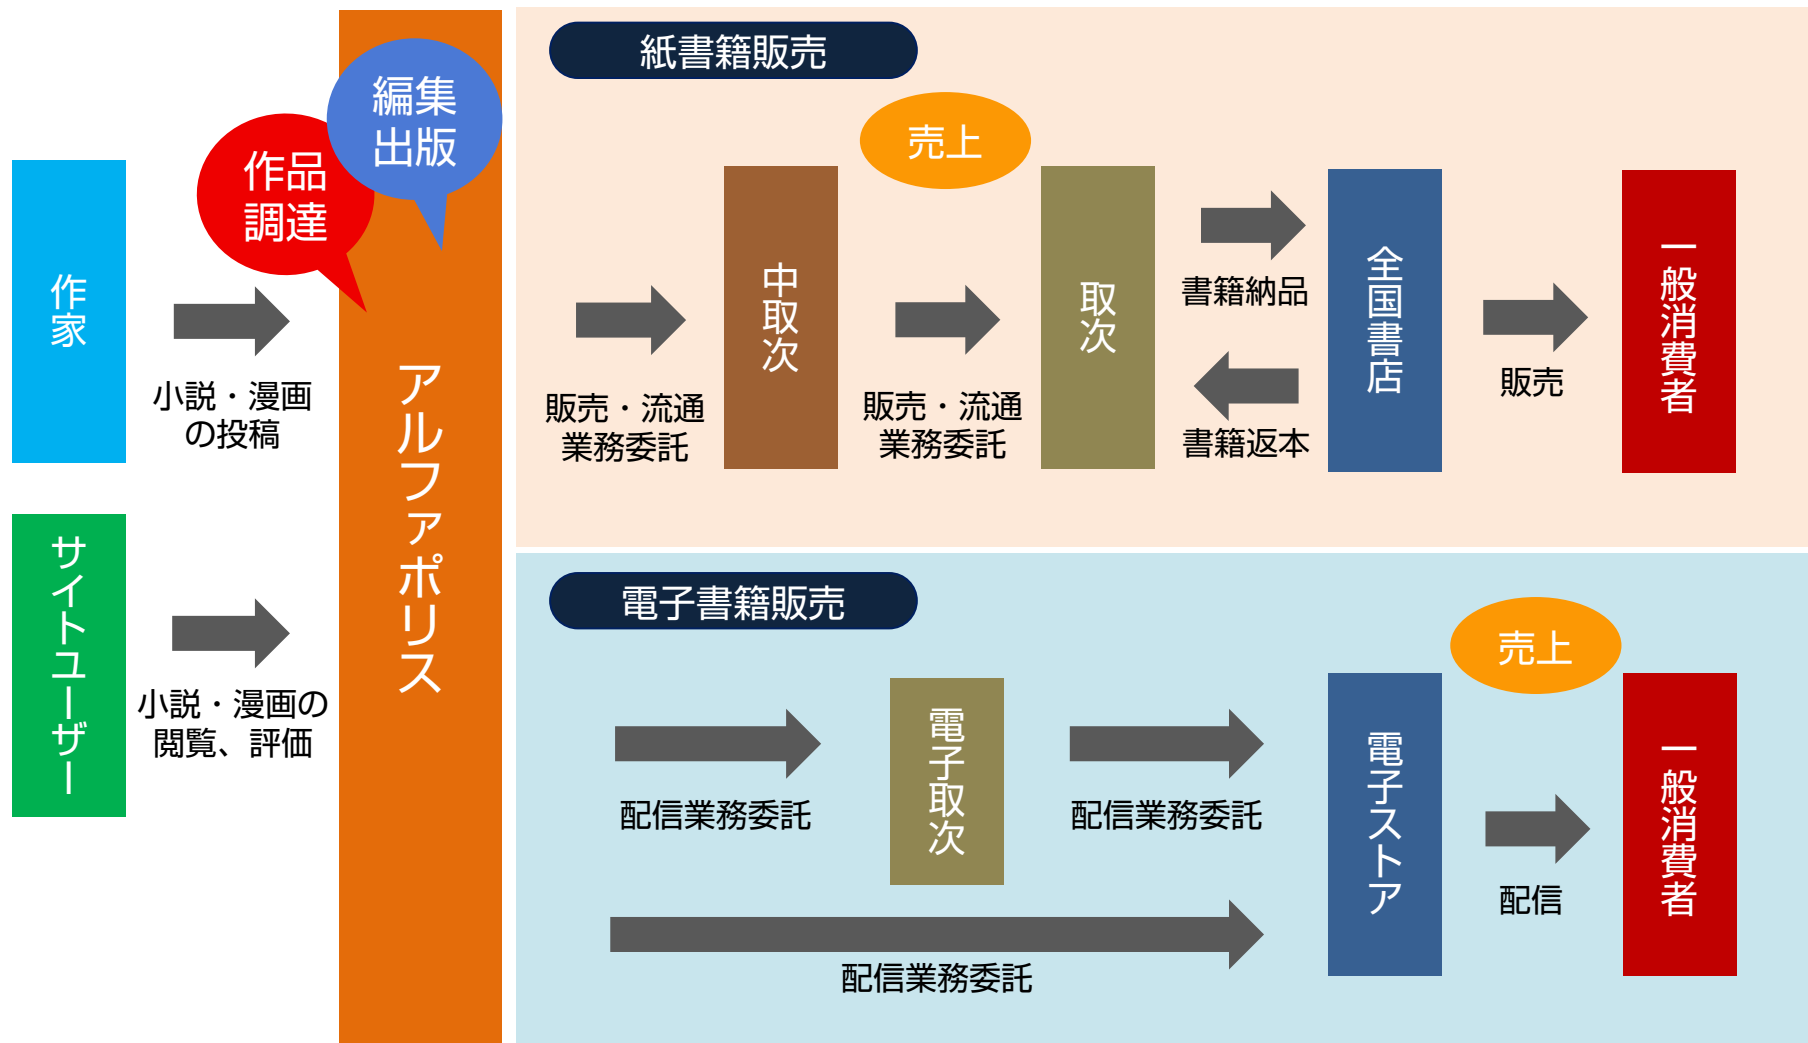 作家
小説・漫画
の投稿
サイトユーザー
小説・漫画の
閲覧、評価
作品
調達
編集
出版
アルファポリス
紙書籍販売
売上
販売・流通
業務委託
中取次
販売・流通
業務委託
取次
書籍納品
書籍返本
全国書店
販売
一般消費者
電子書籍販売
売上
配信業務委託
電子取次
配信業務委託
配信業務委託
電子ストア
配信
一般消費者